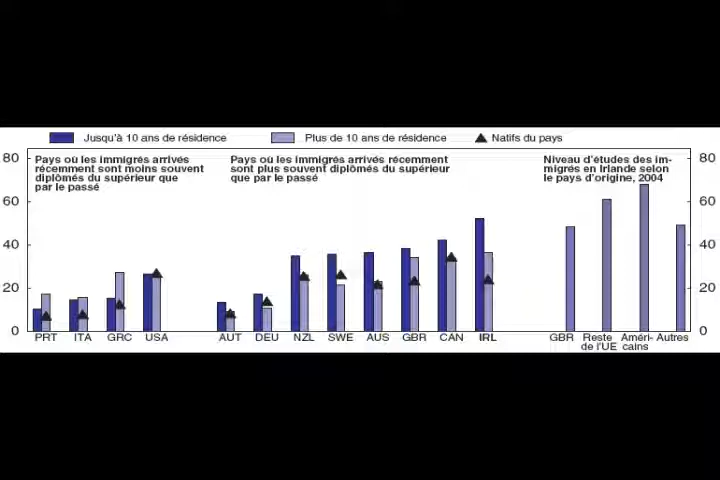 Jusqu'à 10 ans de résidence Plus de 10 ans de résidence Natifs du pays
80 80
60 60
40 40
20 20
0 0
Pays où les immigrés arrivés
récemment sont moins souvent
diplômés du supérieur que
par le passé
Pays où les immigrés arrivés récemment
sont plus souvent diplômés du supérieur
que par le passé
Niveau d'études des im-
migrés en Irlande selon
le pays d'origine, 2004
PRT ITA GRC USA AUT DEU NZL SWE AUS GBR CAN IRL
GBR Reste Améri- Autres
de l'UE cains